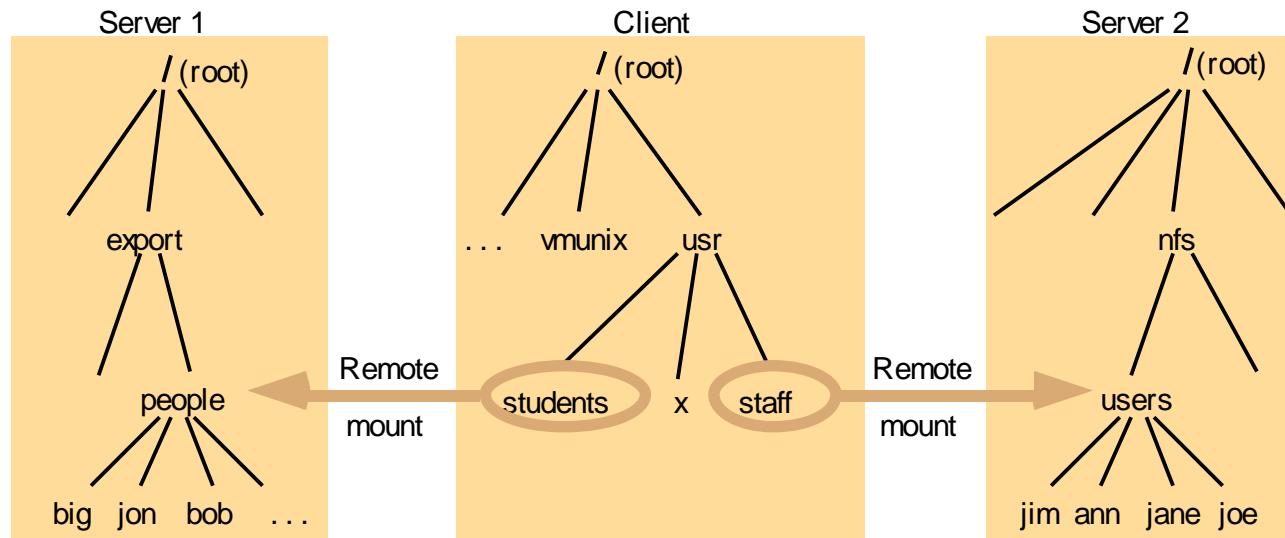 Server 1
Client
Server 2
/ (root)
/ (root)
/ (root)
export
. . . vmunix usr
nfs
Remote
mount
Remote
mount
people
students x staff
users
big jon bob . . .
jim ann jane joe